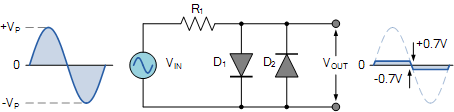 +VP
0
-VP
R1
VIN
D1
D2
VOUT
0
+0.7V
-0.7V